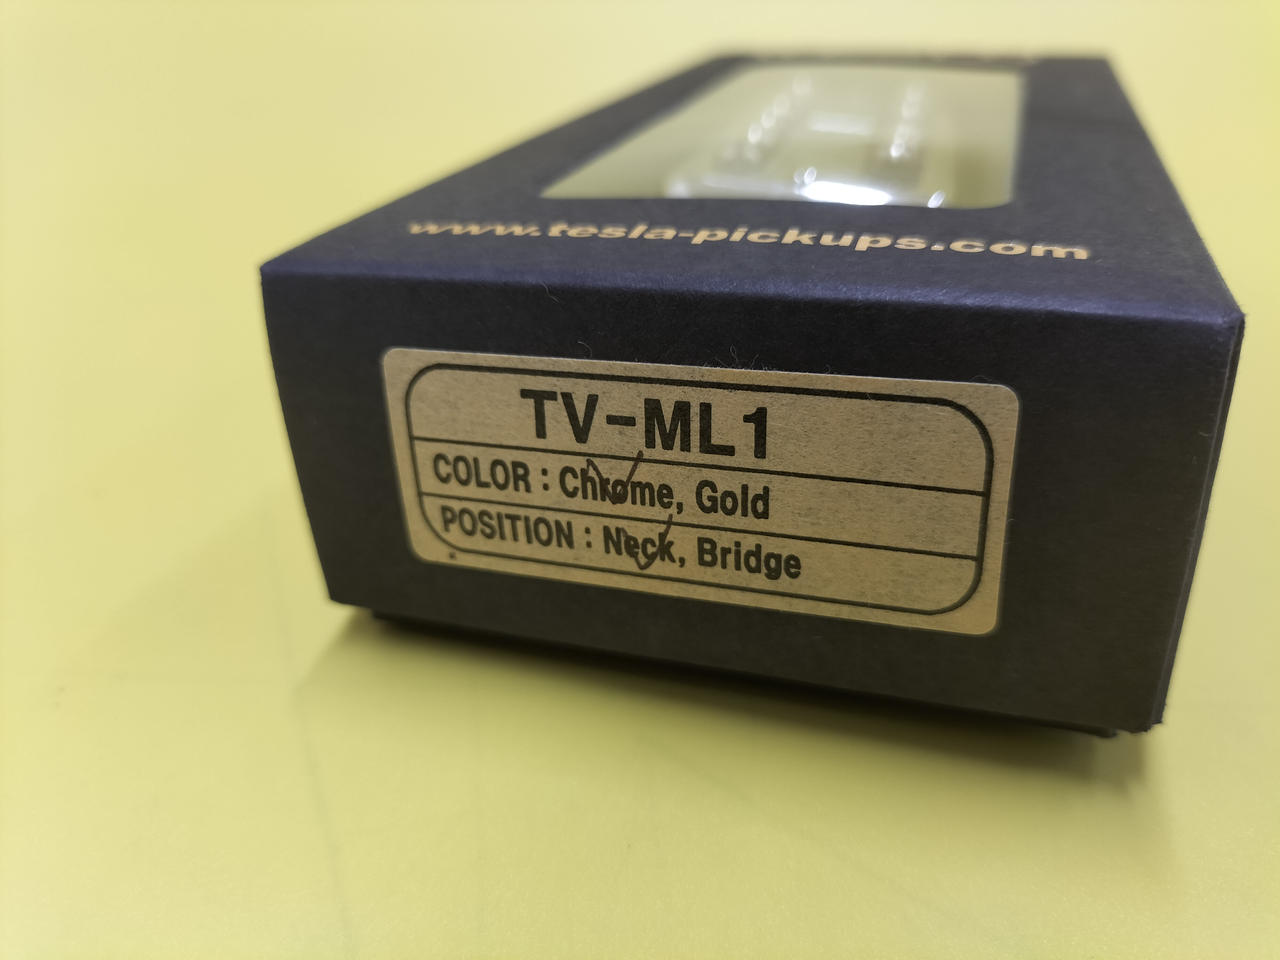 www.tesla-pickups.com
TV-ML1
COLOR : Chrome, Gold
POSITION : Neck, Bridge